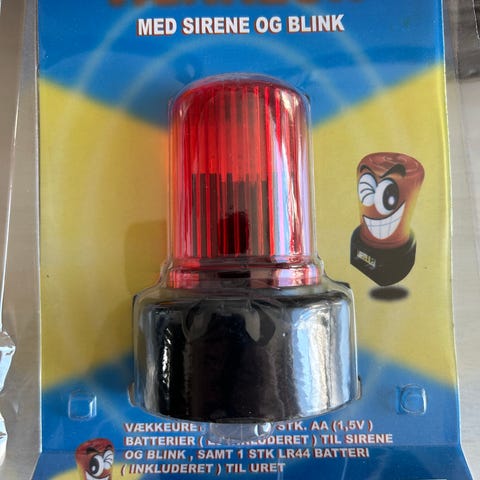 MED SIRENE OG BLINK
STK. AA (1,5V)
BATTERIER ( INKLUDERET ) TIL SIRENE
OG BLINK , SAMT 1 STK LR44 BATTERI
( INKLUDERET ) TIL URET